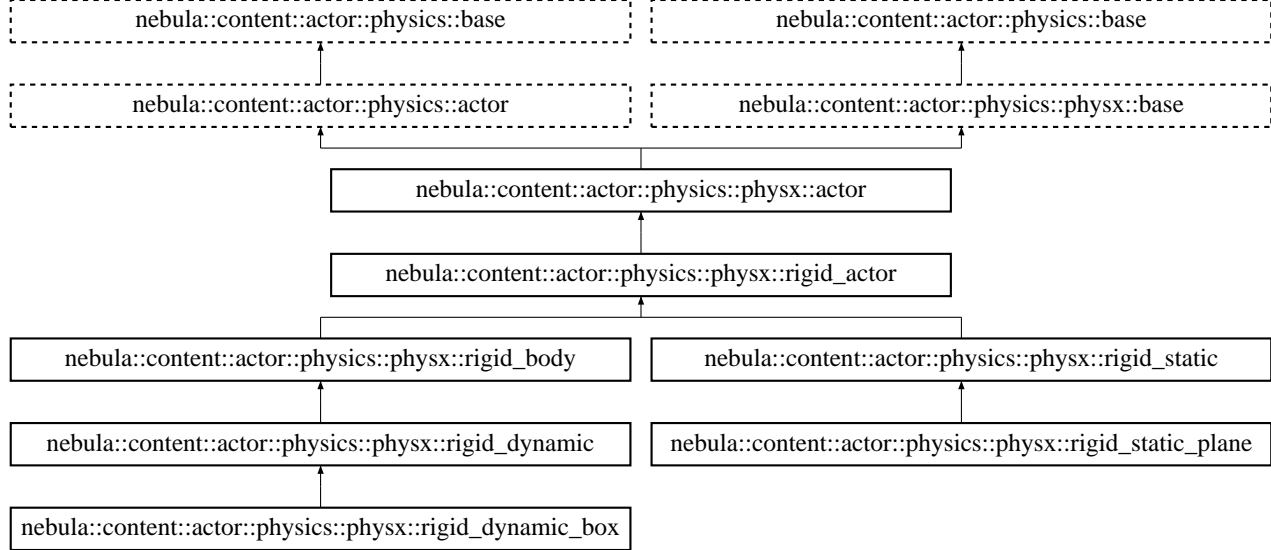 nebula::content::actor::physics::base
nebula::content::actor::physics::base
nebula::content::actor::physics::actor
nebula::content::actor::physics::physx::base
nebula::content::actor::physics::physx::actor
nebula::content::actor::physics::physx::rigid_actor
nebula::content::actor::physics::physx::rigid_body
nebula::content::actor::physics::physx::rigid_static
nebula::content::actor::physics::physx::rigid_dynamic
nebula::content::actor::physics::physx::rigid_static_plane
nebula::content::actor::physics::physx::rigid_dynamic_box